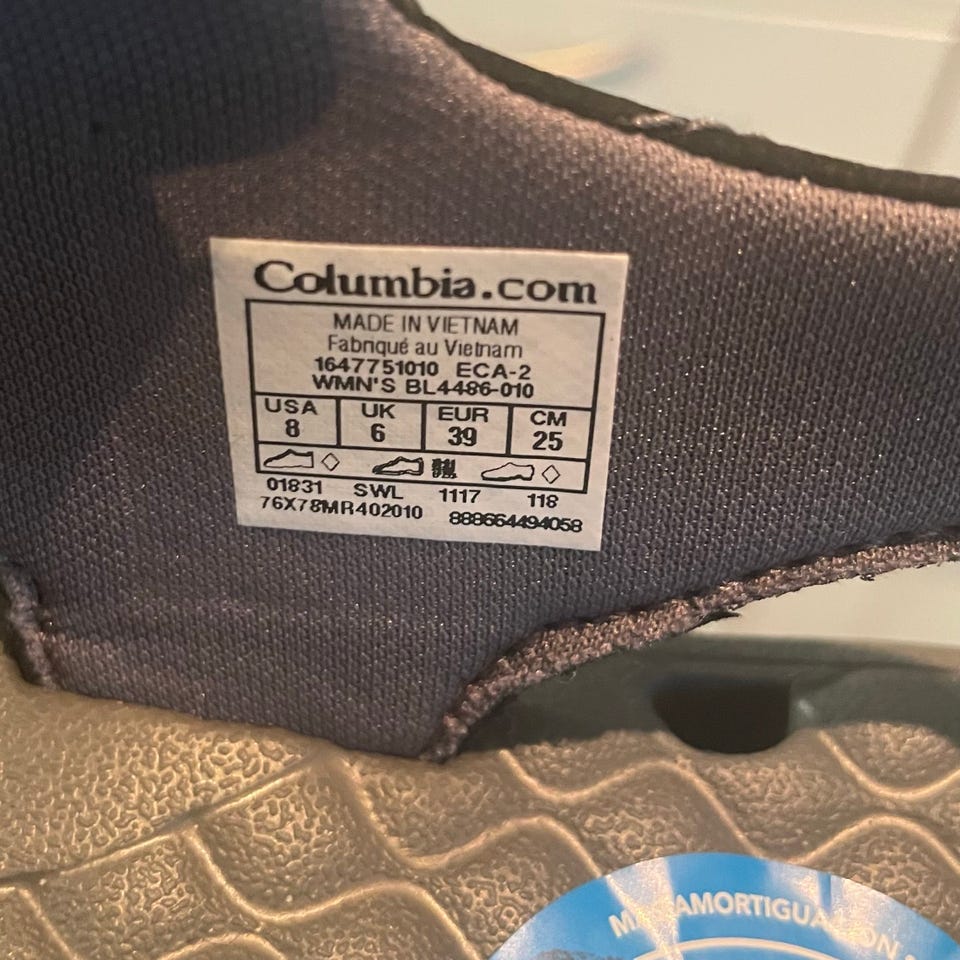 Columbia.com
MADE IN VIETNAM
Fabriqué au Vietnam
1647751010 ECA-2
WMN'S BL4486-010
USA UK EUR CM
8 6 39 25
01831 SWL 1117 118
76X78MR402010 888664494058